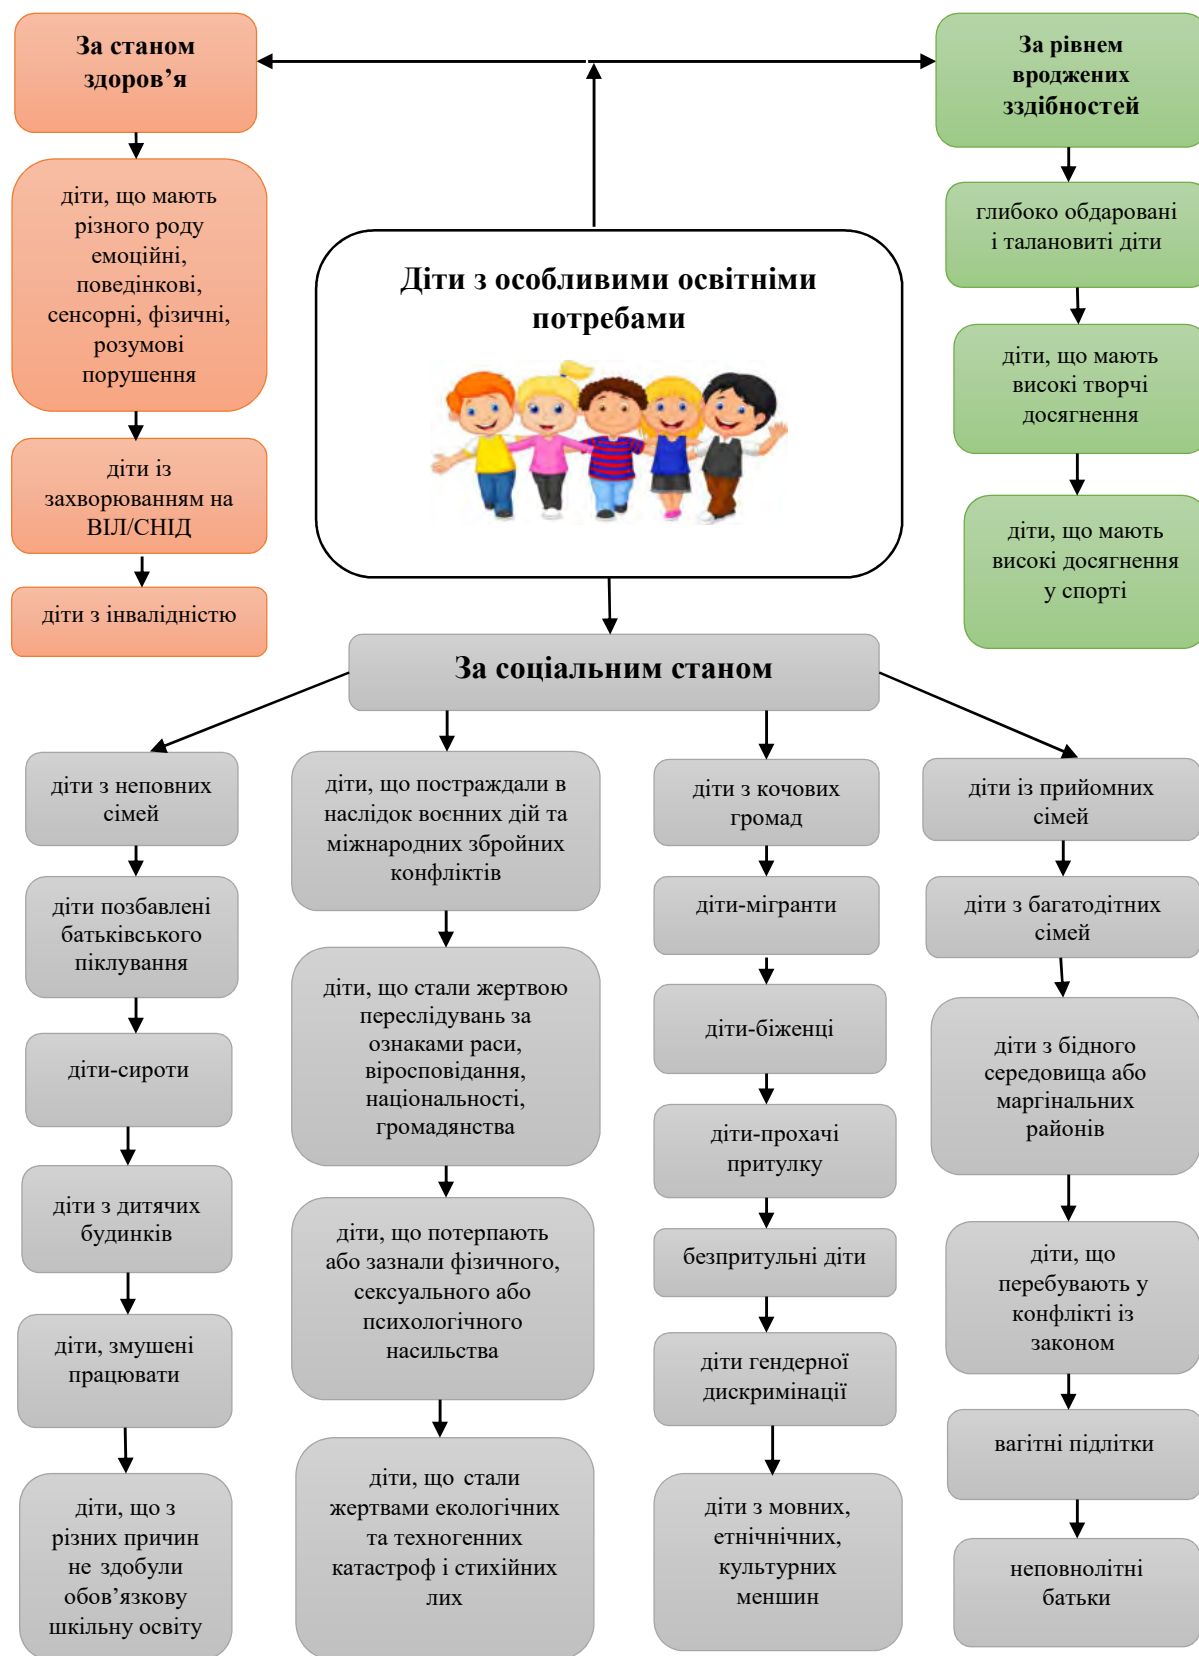 За станом
здоров’я
За рівнем
вроджених
зздібностей
діти, що мають
різного роду
емоційні,
поведінкові,
сенсорні, фізичні,
розумові
порушення
глибоко обдаровані
і талановиті діти
Діти з особливими освітніми
потребами
діти, що мають
високі творчі
досягнення
діти із
захворюванням на
ВІЛ/СНІД
діти, що мають
високі досягнення
у спорті
діти з інвалідністю
За соціальним станом
діти з неповних
сімей
діти позбавлені
батьківського
піклування
діти-сироти
діти з дитячих
будинків
діти, змушені
працювати
діти, що з
різних причин
не здобули
обов’язкову
шкільну освіту
діти, що постраждали в
наслідок воєнних дій та
міжнародних збройних
конфліктів
діти, що стали жертвою
переслідувань за
ознаками раси,
віросповідання,
національності,
громадянства
діти, що потерпають
або зазнали фізичного,
сексуального або
психологічного
насильства
діти, що стали
жертвами екологічних
та техногенних
катастроф і стихійних
лих
діти з кочових
громад
діти-мігранти
діти-біженці
діти-прохачі
притулку
безпритульні діти
діти гендерної
дискримінації
діти з мовних,
етнічнічних,
культурних
меншин
діти із прийомних
сімей
діти з багатодітних
сімей
діти з бідного
середовища або
маргінальних
районів
діти, що
перебувають у
конфлікті із
законом
вагітні підлітки
неповнолітні
батьки